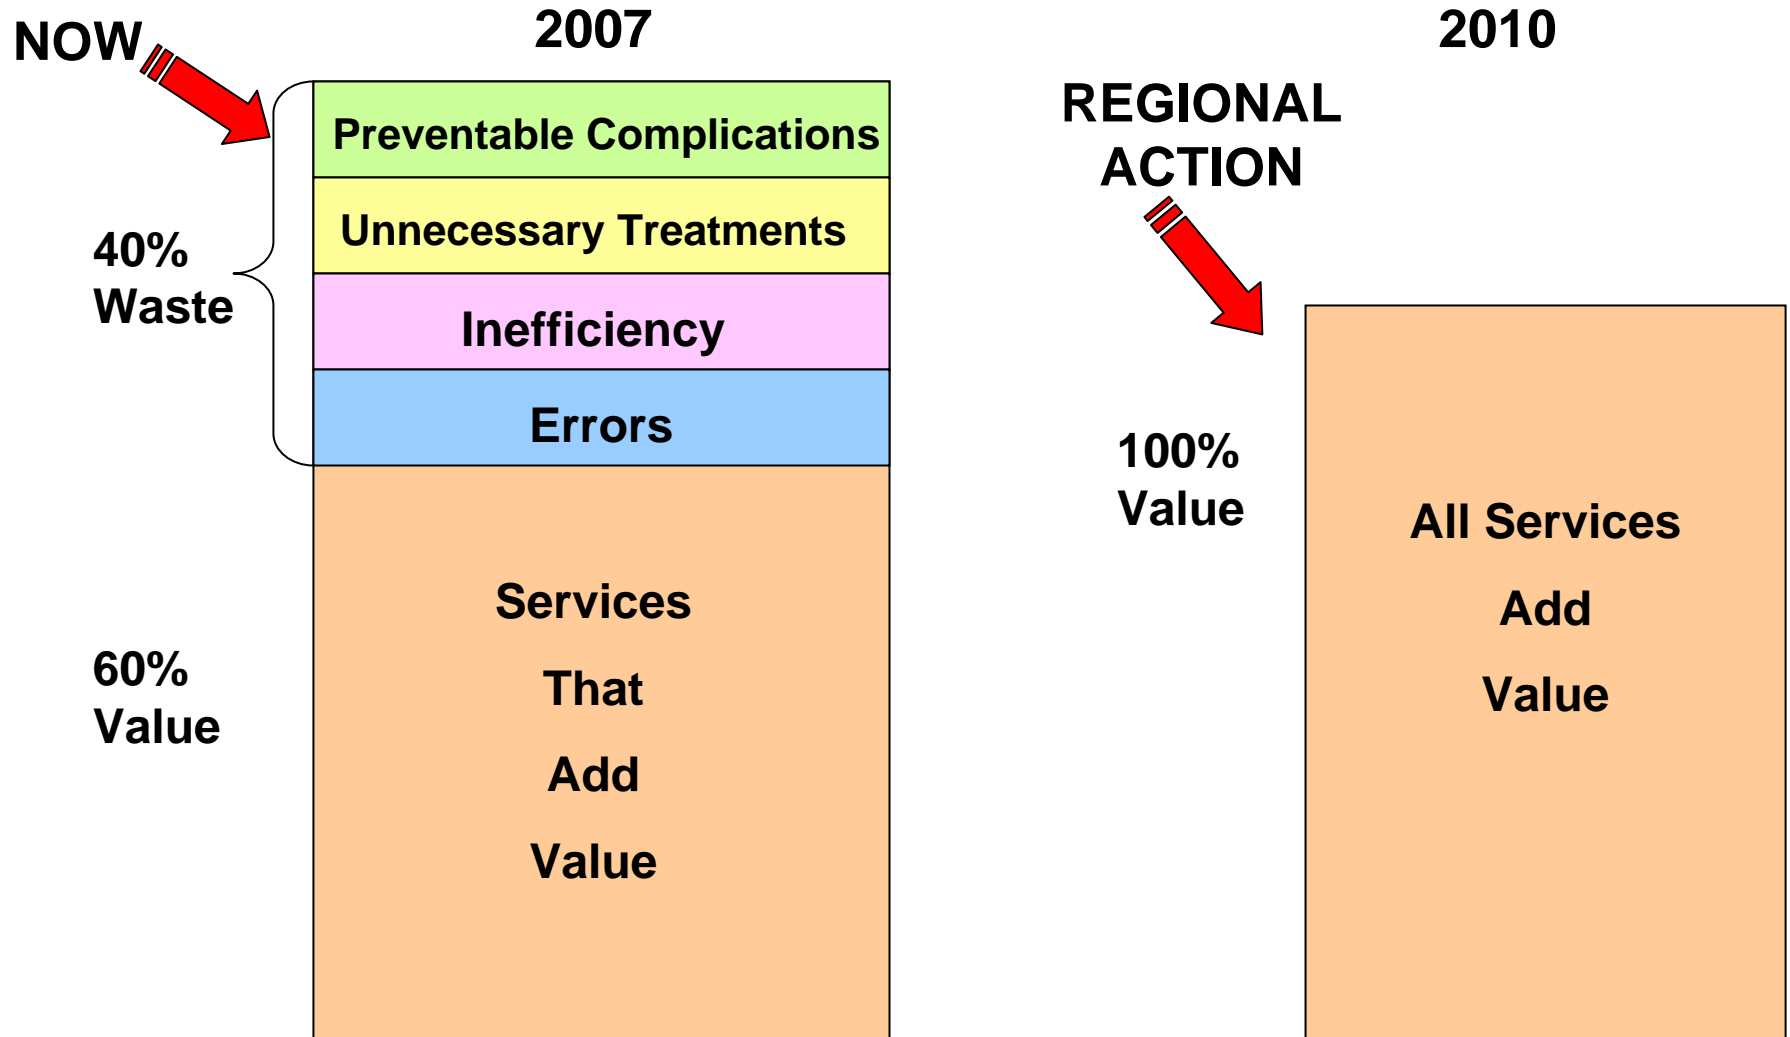 NOW
2007
Preventable Complications
Unnecessary Treatments
Inefficiency
Errors
40%
Waste
Services
That
Add
Value
60%
Value
2010
REGIONAL
ACTION
100%
Value
All Services
Add
Value